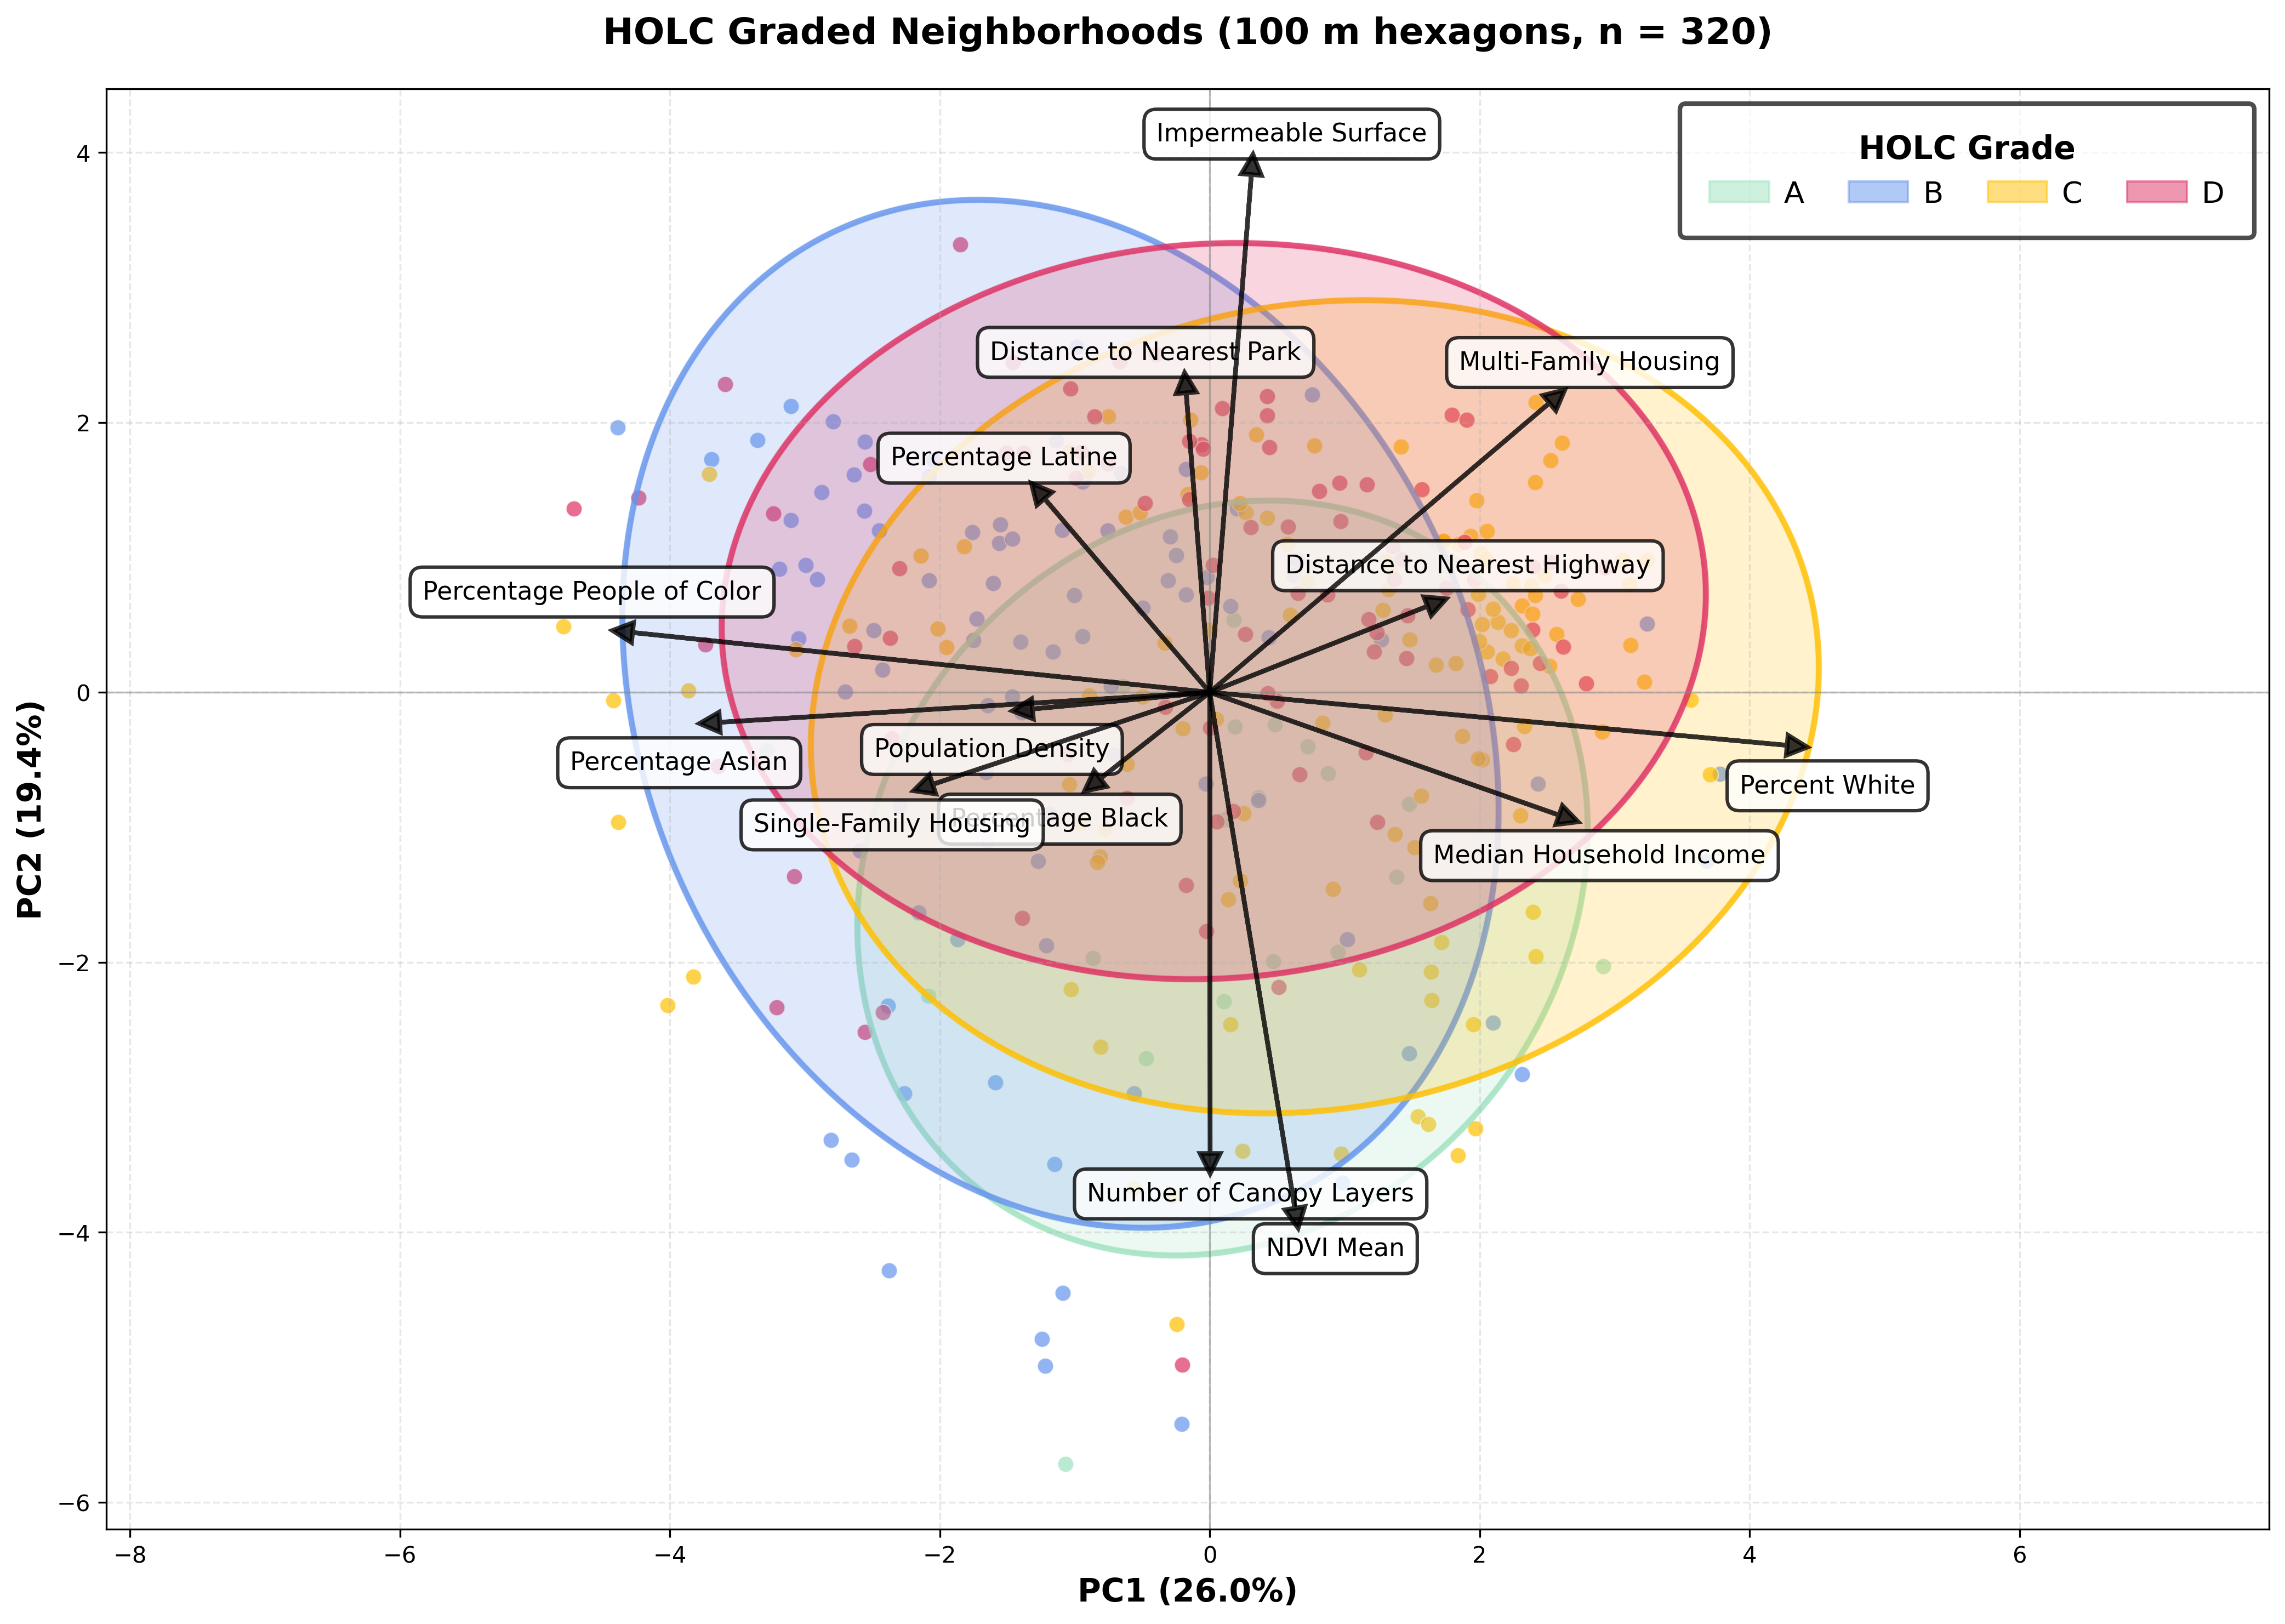 HOLC Graded Neighborhoods (100 m hexagons, n = 320)
HOLC Grade
A B C D
Impermeable Surface
Distance to Nearest Park
Multi-Family Housing
Percentage Latine
Distance to Nearest Highway
Percentage People of Color
Population Density
Percentage Asian
Percent White
Percentage Black
Single-Family Housing
Median Household Income
Number of Canopy Layers
NDVI Mean
PC2 (19.4%)
4
2
0
−2
−4
−6
−8 −6 −4 −2 0 2 4 6
PC1 (26.0%)